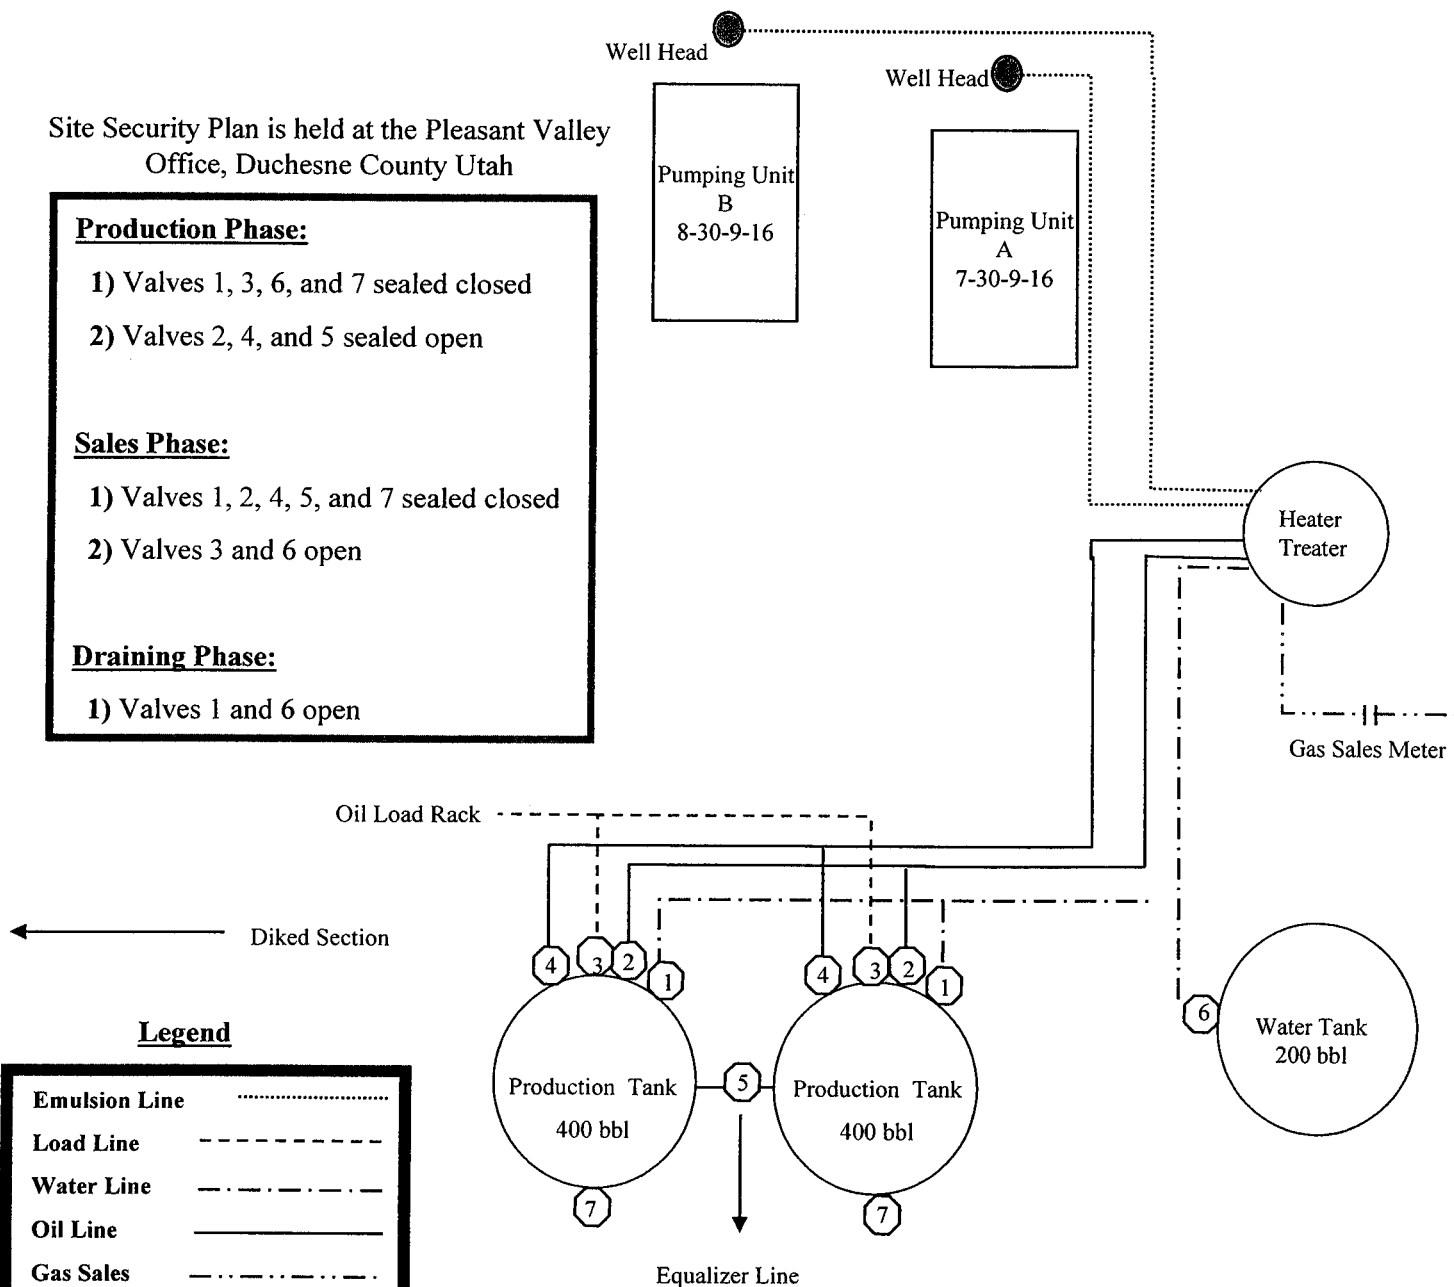 Well Head
Well Head
Site Security Plan is held at the Pleasant Valley
Office, Duchesne County Utah
Pumping Unit
B
8-30-9-16
Pumping Unit
A
7-30-9-16
Production Phase:
1) Valves 1, 3, 6, and 7 sealed closed
2) Valves 2, 4, and 5 sealed open
Sales Phase:
1) Valves 1, 2, 4, 5, and 7 sealed closed
2) Valves 3 and 6 open
Draining Phase:
1) Valves 1 and 6 open
Heater
Treater
Gas Sales Meter
Oil Load Rack
Diked Section
4
3
2
1
4
3
2
1
6
Water Tank
200 bbl
Production Tank
400 bbl
5
Production Tank
400 bbl
7
7
Equalizer Line
Legend
Emulsion Line
Load Line
Water Line
Oil Line
Gas Sales